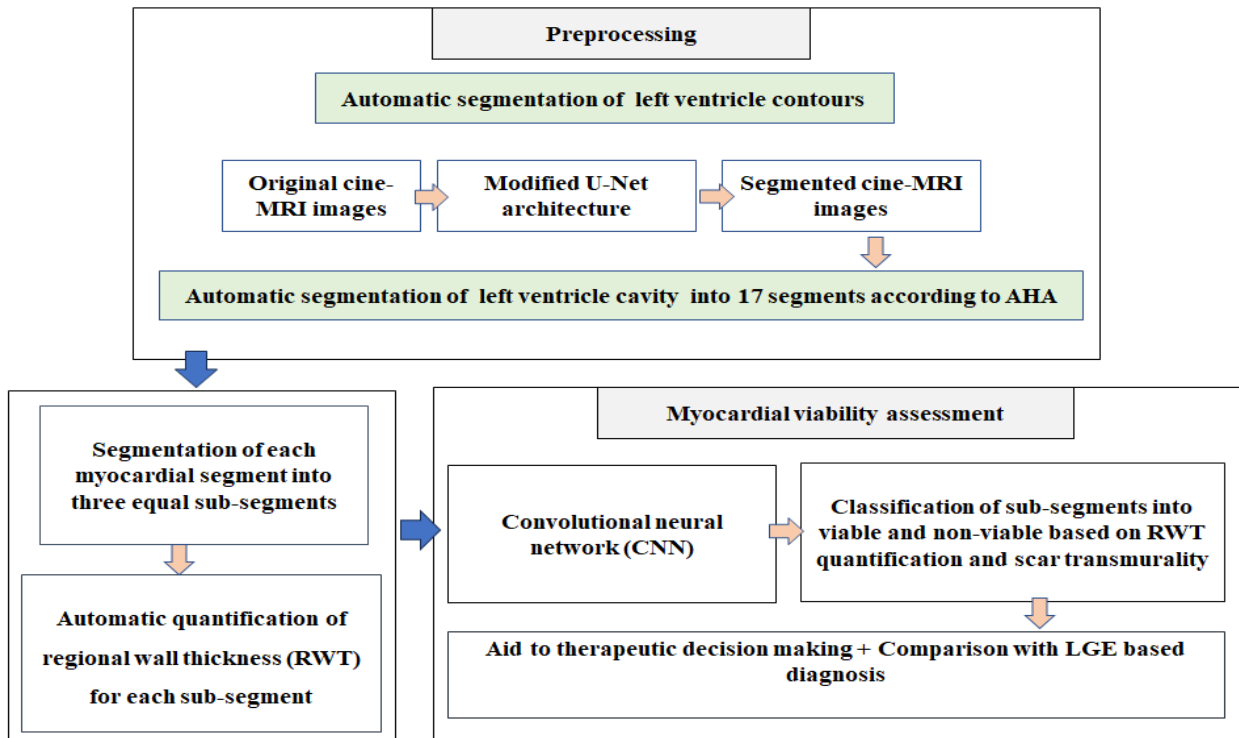 Preprocessing
Automatic segmentation of left ventricle contours
Original cine-
MRI images
Modified U-Net
architecture
Segmented cine-MRI
images
Automatic segmentation of left ventricle cavity into 17 segments according to AHA
Segmentation of each
myocardial segment into
three equal sub-segments
Automatic quantification of
regional wall thickness (RWT)
for each sub-segment
Myocardial viability assessment
Convolutional neural
network (CNN)
Classification of sub-segments into
viable and non-viable based on RWT
quantification and scar transmurality
Aid to therapeutic decision making + Comparison with LGE based
diagnosis